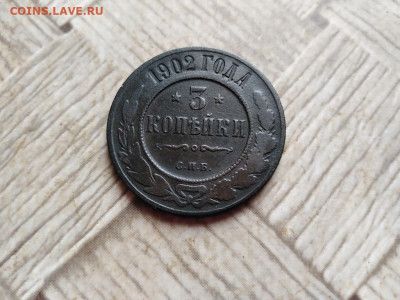 COINS.LAVE.RU
1902 ГОДА
★ 3 ★
КОПѢЙКИ
С.П.Б.